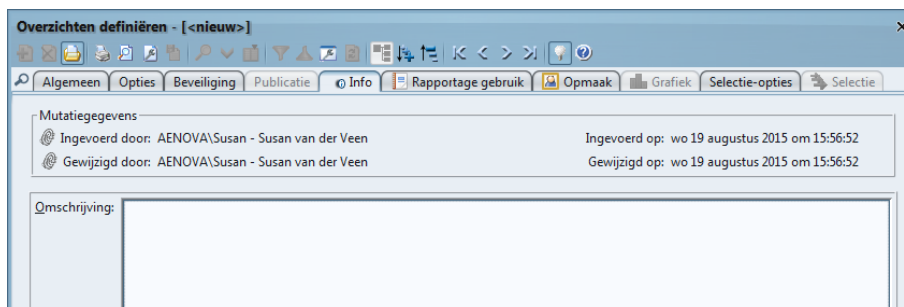 Overzichten definiëren - [<nieuw>]
Algemeen Opties Beveiliging Publicatie Info Rapportage gebruik Opmaak Grafiek Selectie-opties Selectie
Mutatiegegevens
Ingevoerd door: AENOVA\Susan - Susan van der Veen Ingevoerd op: wo 19 augustus 2015 om 15:56:52
Gewijzigd door: AENOVA\Susan - Susan van der Veen Gewijzigd op: wo 19 augustus 2015 om 15:56:52
Omschrijving: